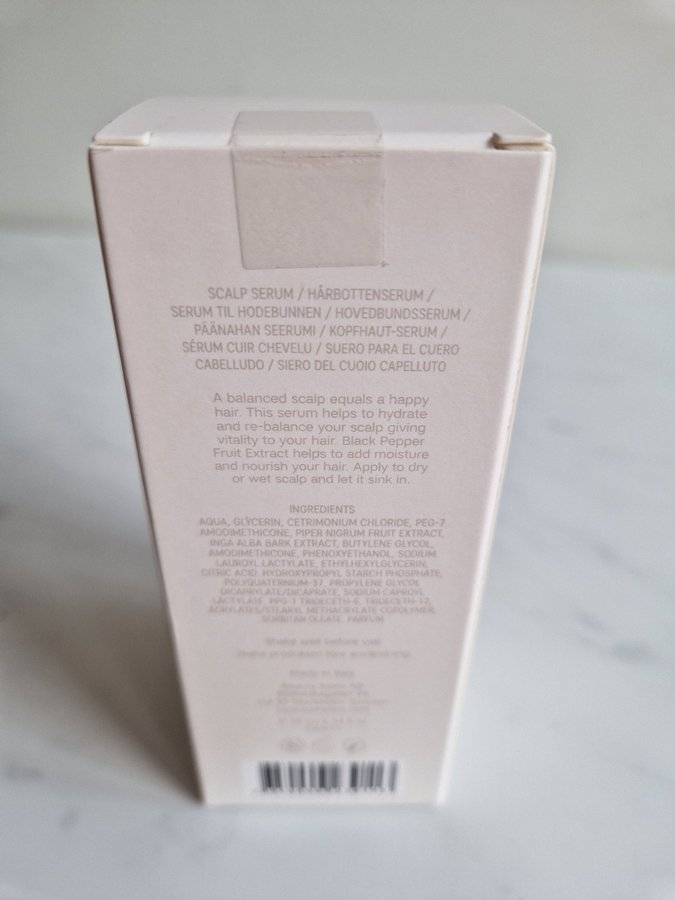 SCALP SERUM / HÅRBOTTENSERUM /
SERUM TIL HODEBUNNEN / HOVEDBUNDSSERUM /
PÄÄNAHAN SEERUMI / KOPFHAUT-SERUM /
SÉRUM CUIR CHEVELU / SUERO PARA EL CUERO
CABELLUDO / SIERO DEL CUOIO CAPELLUTO
A balanced scalp equals a happy
hair. This serum helps to hydrate
and re-balance your scalp giving
vitality to your hair. Black Pepper
Fruit Extract helps to add moisture
and nourish your hair. Apply to dry
or wet scalp and let it sink in.
INGREDIENTS
AQUA, GLYCERIN, CETRIMONIUM CHLORIDE, PEG-7
AMODIMETHICONE, PIPER NIGRUM FRUIT EXTRACT,
INGA ALBA BARK EXTRACT, BUTYLENE GLYCOL,
AMODIMETHICONE, PHENOXYETHANOL, SODIUM
LAUROYL LACTYLATE, ETHYLHEXYLGLYCERIN,
CITRIC ACID, HYDROXYPROPYL STARCH PHOSPHATE,
POLYQUATERNIUM-37, PROPYLENE GLYCOL
DICAPRYLATE/DICAPRATE, SODIUM CAPROYL
LACTYLATE, PPG-1 TRIDECETH-6, TRIDECETH-12,
ACRYLATES/STEARYL METHACRYLATE COPOLYMER,
SORBITAN OLEATE, PARFUM
Shake well before use
Made in Italy